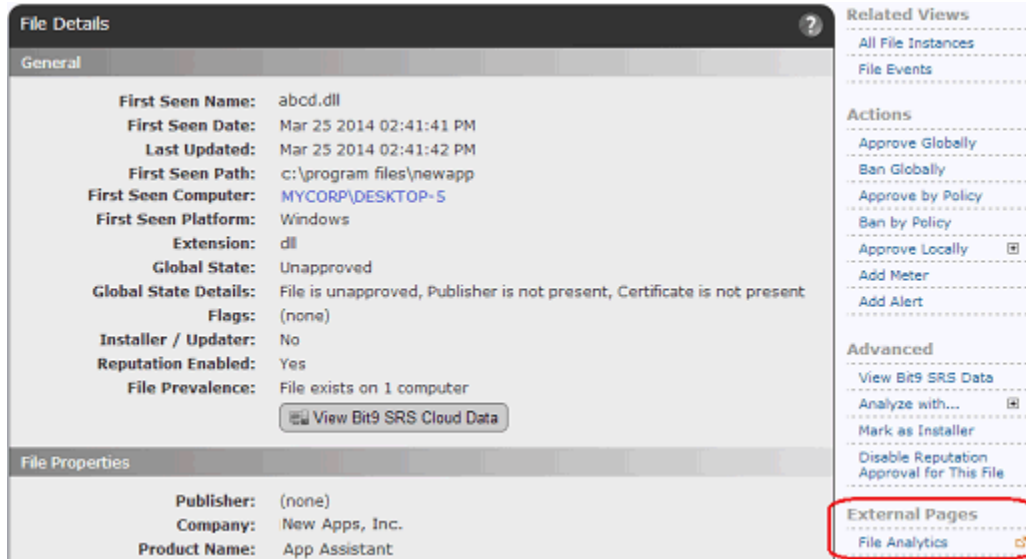 File Details
?
General
First Seen Name: abcd.dll
First Seen Date: Mar 25 2014 02:41:41 PM
Last Updated: Mar 25 2014 02:41:42 PM
First Seen Path: c:\program files\newapp
First Seen Computer: MYCORP\DESKTOP-S
First Seen Platform: Windows
Extension: dll
Global State: Unapproved
Global State Details: File is unapproved, Publisher is not present, Certificate is not present
Flags: (none)
Installer / Updater: No
Reputation Enabled: Yes
File Prevalence: File exists on 1 computer
View Bit9 SRS Cloud Data
File Properties
Publisher: (none)
Company: New Apps, Inc.
Product Name: App Assistant
Related Views
All File Instances
File Events
Actions
Approve Globally
Ban Globally
Approve by Policy
Ban by Policy
Approve Locally
Add Meter
Add Alert
Advanced
View Bit9 SRS Data
Analyze with...
Mark as Installer
Disable Reputation
Approval for This File
External Pages
File Analytics